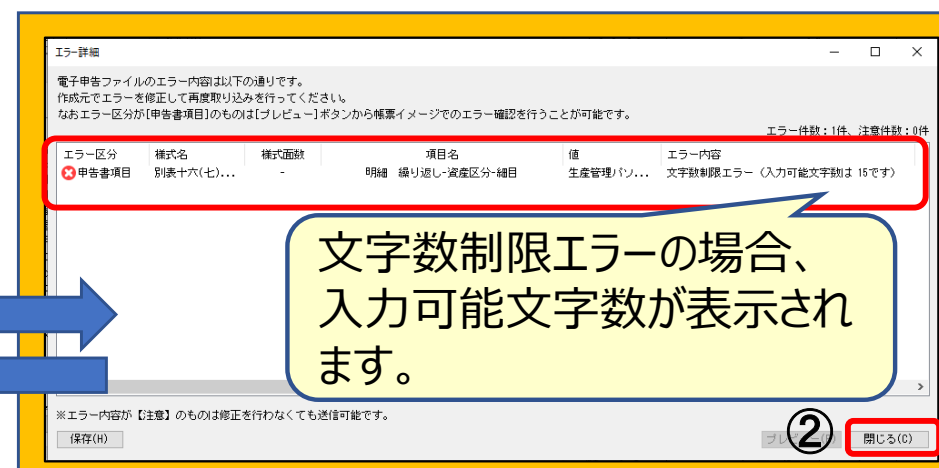 エラー詳細
電子申告ファイルのエラー内容は以下の通りです。
作成元でエラーを修正して再度取り込みを行ってください。
なおエラー区分が[申告書項目]のものは[プレビュー]ボタンから帳票イメージでのエラー確認を行うことが可能です。
エラー件数：1件、注意件数：0件
エラー区分 様式名 様式面数 項目名 値 エラー内容
申告書項目 別表十六(七)... - 明細 繰り返し-資産区分-細目 生産管理パソ... 文字数制限エラー（入力可能文字数は 15です）
文字数制限エラーの場合、
入力可能文字数が表示され
ます。
※エラー内容が【注意】のものは修正を行わなくても送信可能です。
保存(H) ② 閉じる(C)